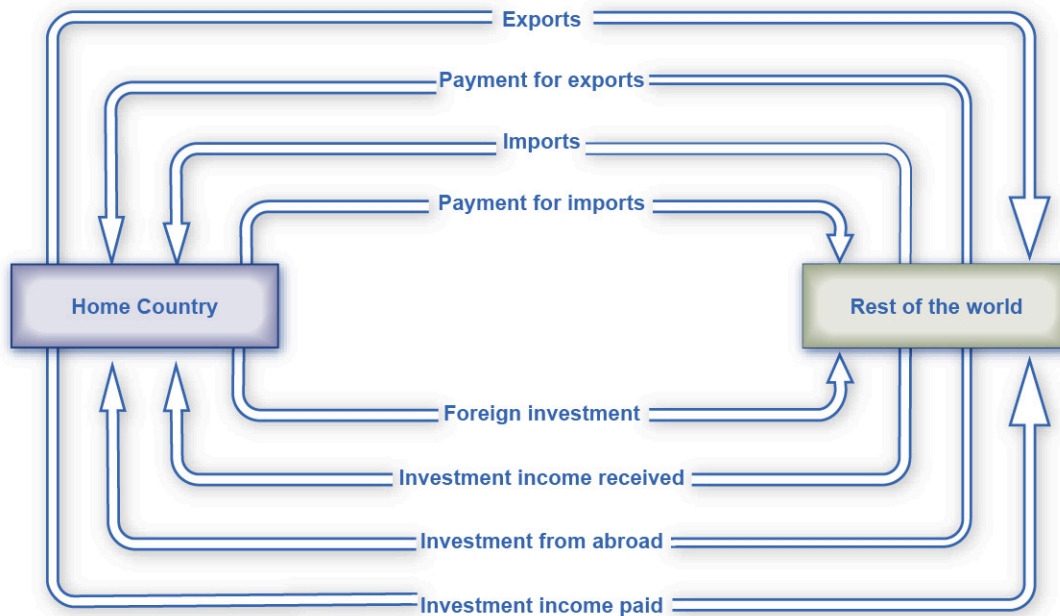 Exports
Payment for exports
Imports
Payment for imports
Home Country
Rest of the world
Foreign investment
Investment income received
Investment from abroad
Investment income paid